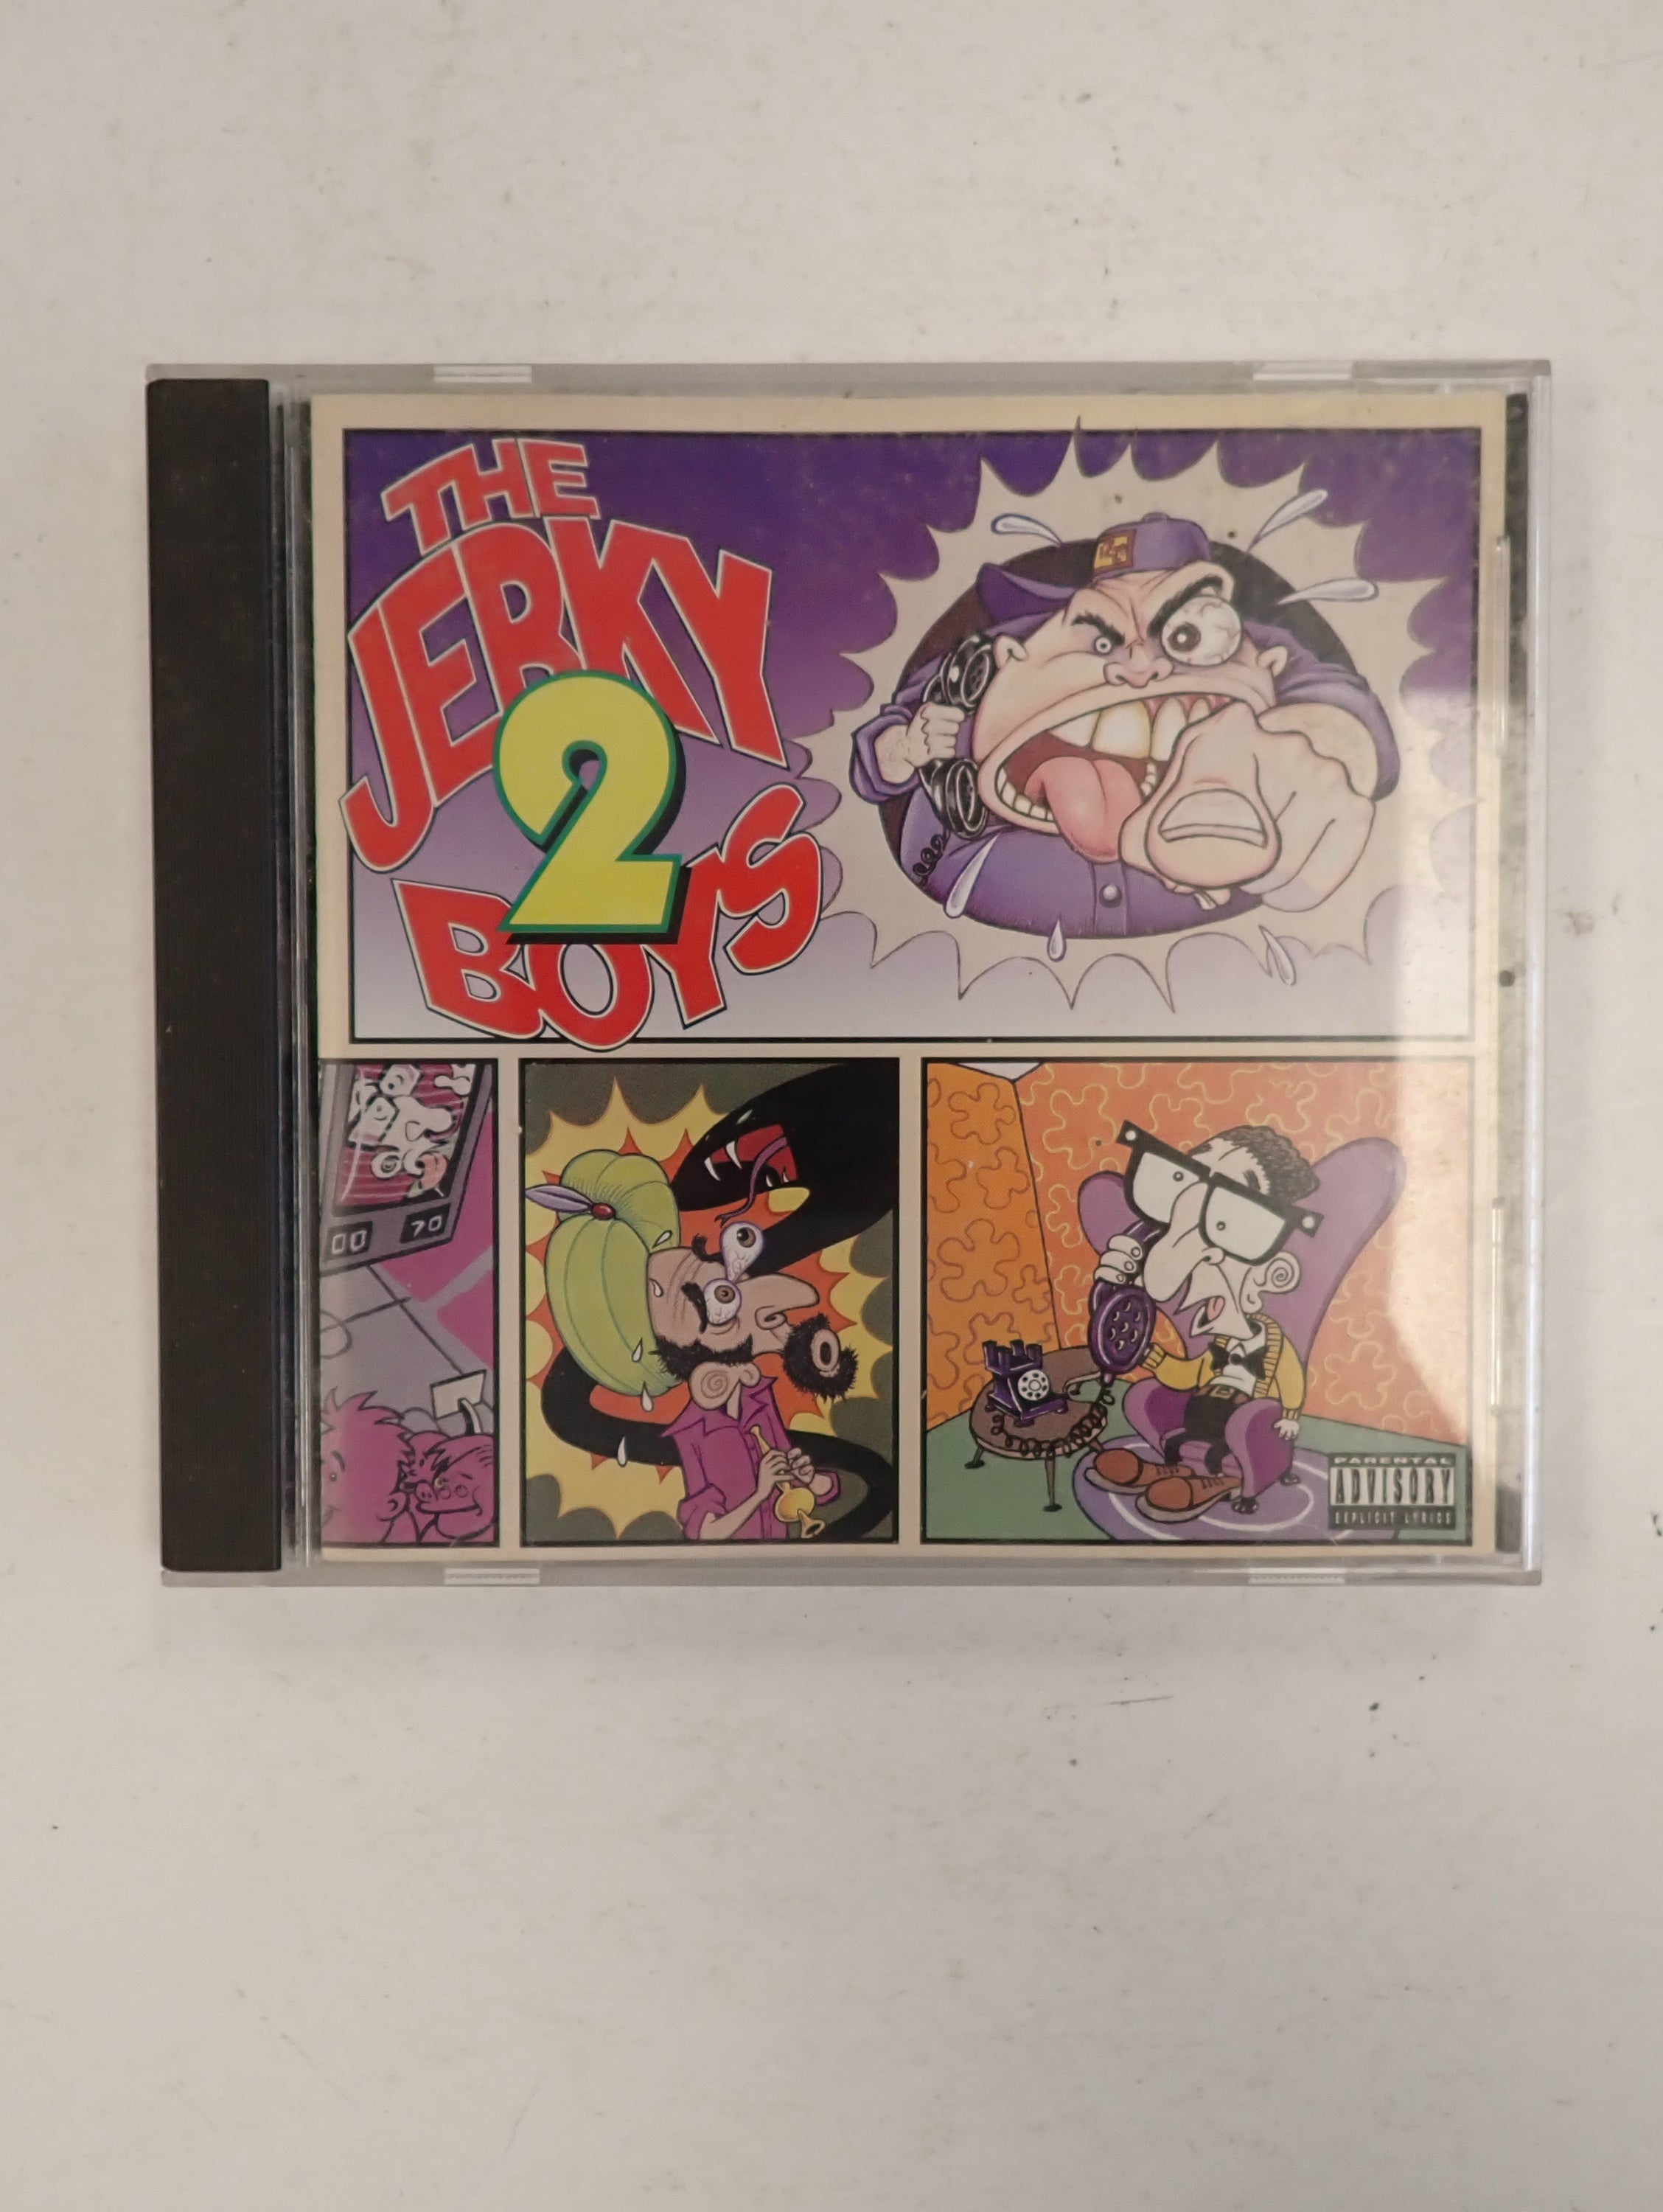 THE
JERKY
2
BOYS
00 70
PARENTAL
ADVISORY
EXPLICIT LYRICS